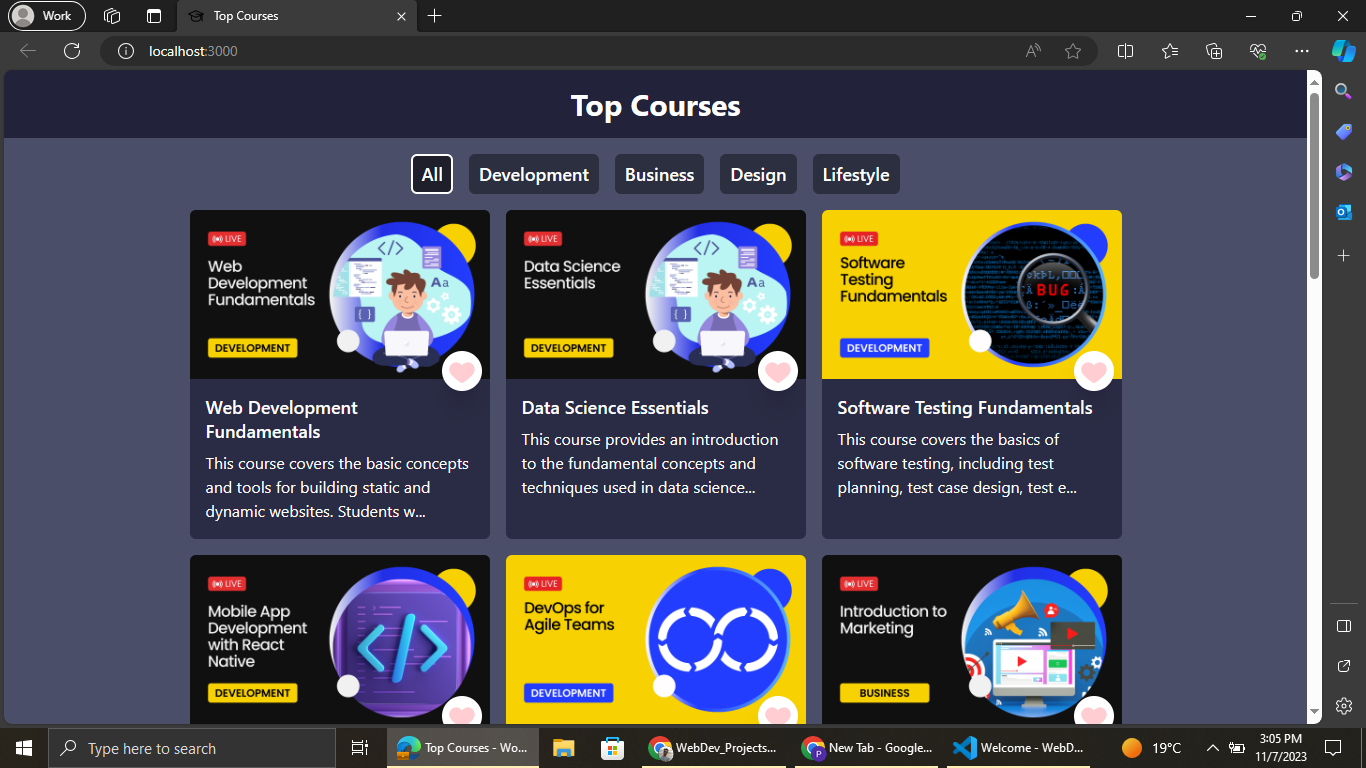 Work
Top Courses
localhost:3000
Top Courses
All
Development
Business
Design
Lifestyle
LIVE
Web
Development
Fundamentals
DEVELOPMENT
Aa
LIVE
Data Science
Essentials
DEVELOPMENT
Aa
LIVE
Software
Testing
Fundamentals
DEVELOPMENT
BUG
Web Development
Fundamentals
This course covers the basic concepts
and tools for building static and
dynamic websites. Students w...
Data Science Essentials
This course provides an introduction
to the fundamental concepts and
techniques used in data science...
Software Testing Fundamentals
This course covers the basics of
software testing, including test
planning, test case design, test e...
LIVE
Mobile App
Development
with React
Native
DEVELOPMENT
LIVE
DevOps for
Agile Teams
DEVELOPMENT
LIVE
Introduction to
Marketing
BUSINESS
Type here to search
Top Courses - Wo...
WebDev_Projects...
New Tab - Google...
Welcome - WebD...
19°C
3:05 PM
11/7/2023